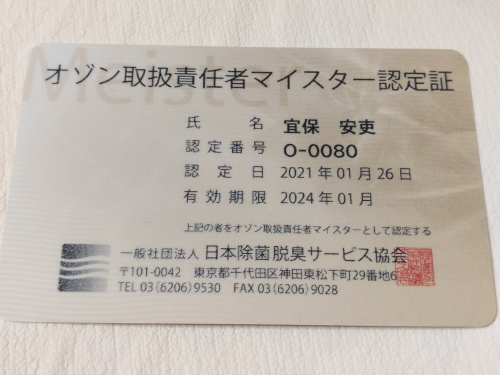 Meister
オゾン取扱責任者マイスター認定証
氏 名 宜保 安吏
認定番号 O-0080
認定日 2021年01月26日
有効期限 2024年01月
上記の者をオゾン取扱責任者マイスターとして認定する
一般社団法人 日本除菌脱臭サービス協会
〒101-0042 東京都千代田区神田東松下町29番地6
TEL 03(6206)9530 FAX 03(6206)9028